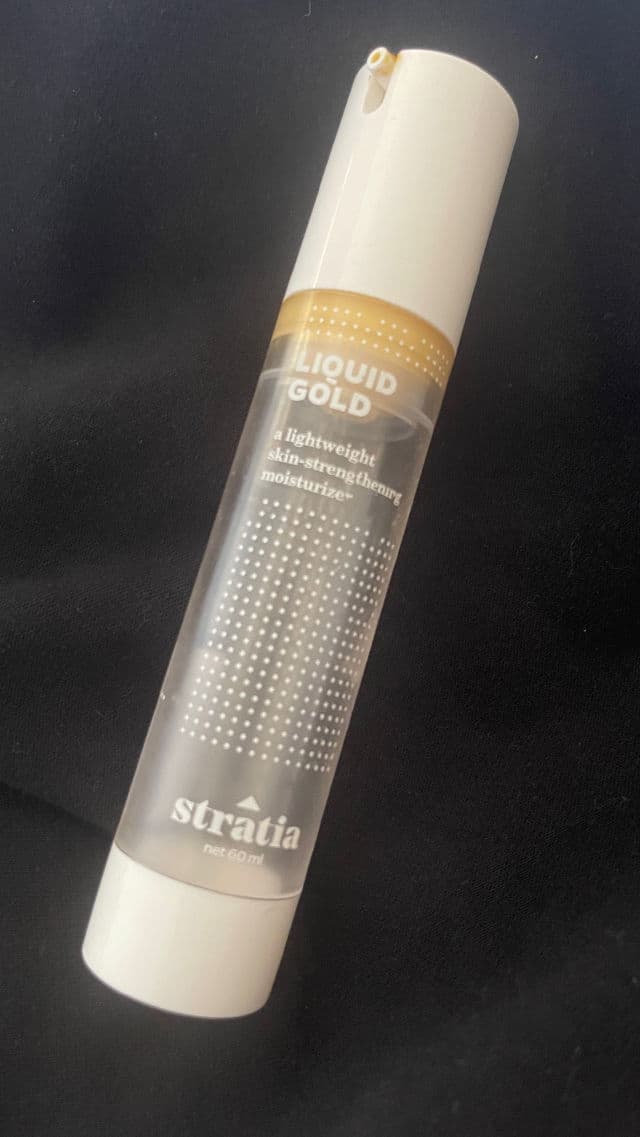 LIQUID
GOLD
a lightweight
skin-strengthening
moisturizer
stratia
net 60 ml